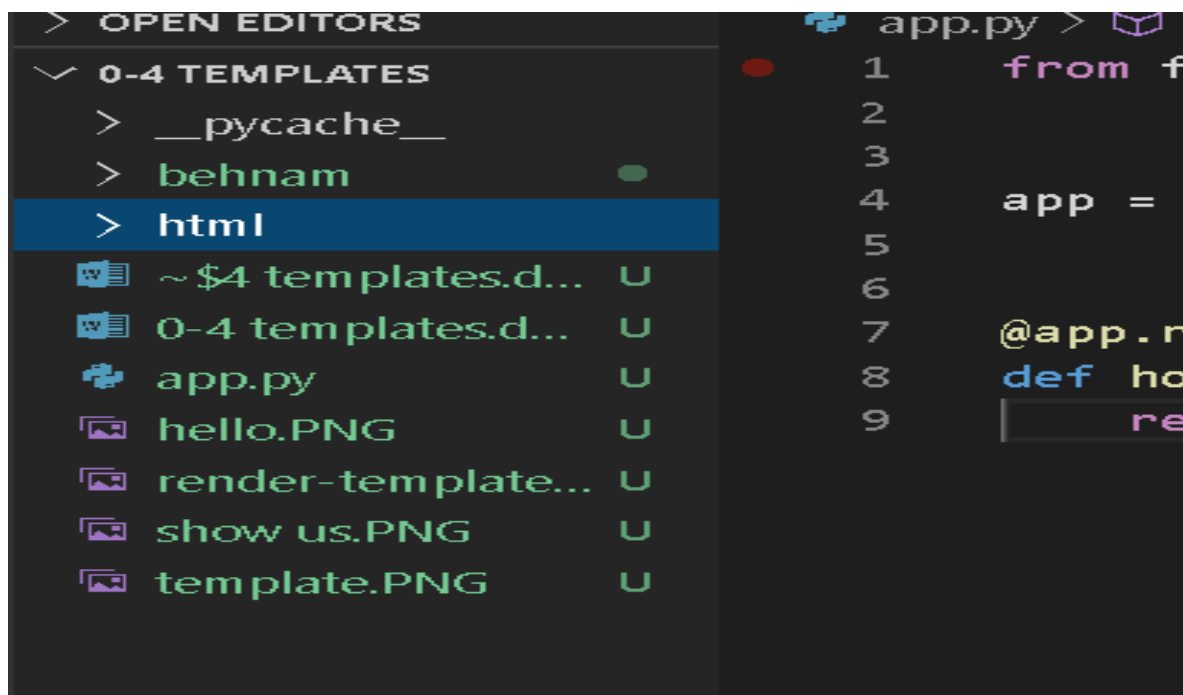 > OPEN EDITORS
0-4 TEMPLATES
> __pycache__
> behnam
> html
~$4 templates.d... U
0-4 templates.d... U
app.py U
hello.PNG U
render-template... U
show us.PNG U
template.PNG U
app.py >
1 from f
2
3
4 app =
5
6
7 @app.r
8 def ho
9 re